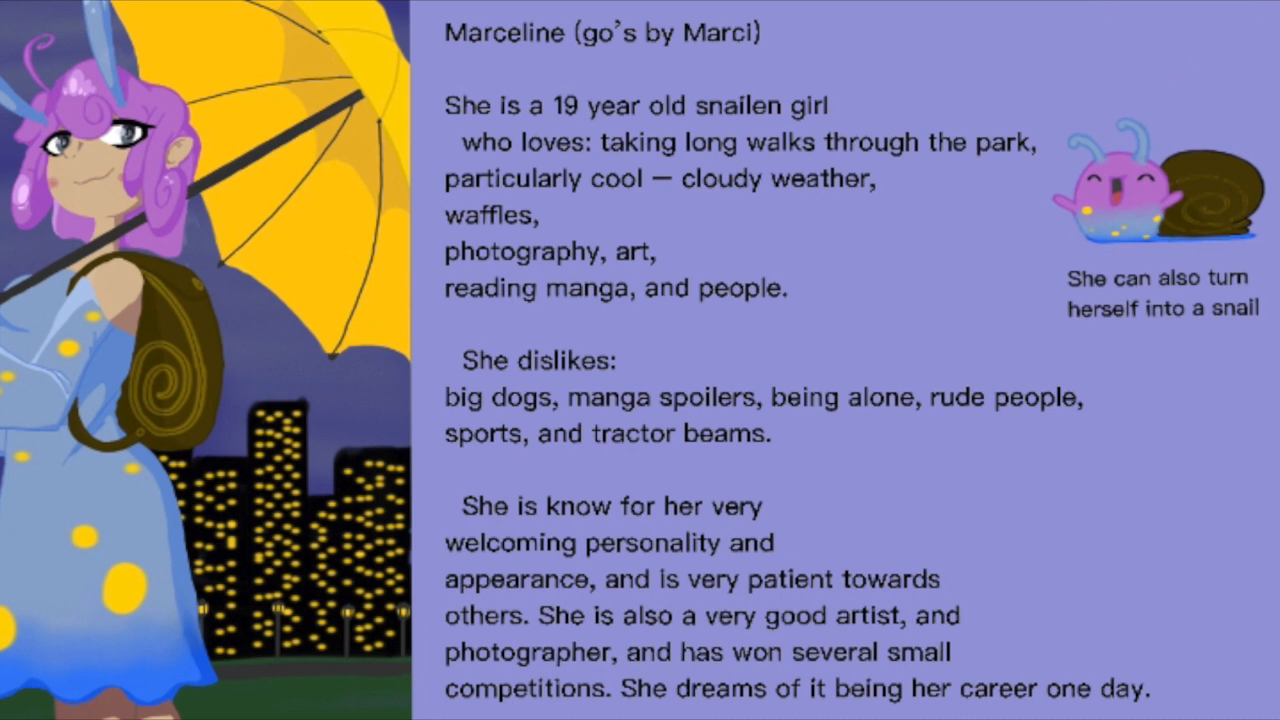 Marceline (go's by Marci)
She is a 19 year old snailen girl
who loves: taking long walks through the park,
particularly cool – cloudy weather,
waffles,
photography, art,
reading manga, and people.
She can also turn
herself into a snail
She dislikes:
big dogs, manga spoilers, being alone, rude people,
sports, and tractor beams.
She is know for her very
welcoming personality and
appearance, and is very patient towards
others. She is also a very good artist, and
photographer, and has won several small
competitions. She dreams of it being her career one day.